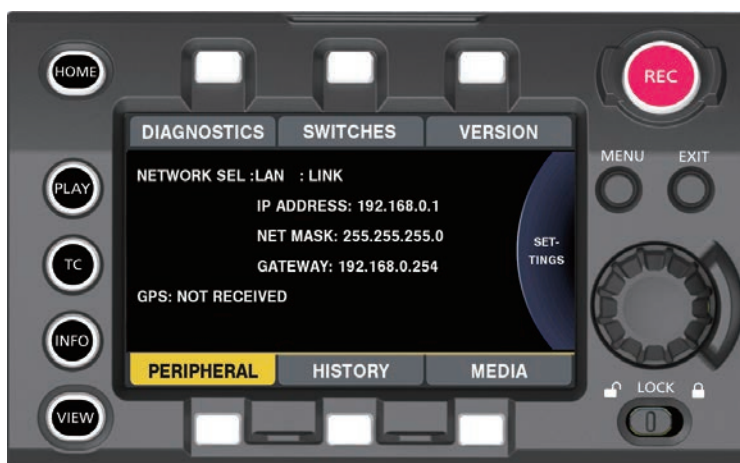 HOME
REC
DIAGNOSTICS SWITCHES VERSION
MENU EXIT
NETWORK SEL :LAN : LINK
PLAY
IP ADDRESS: 192.168.0.1
NET MASK: 255.255.255.0
SET-
TINGS
TC
GATEWAY: 192.168.0.254
GPS: NOT RECEIVED
INFO
PERIPHERAL HISTORY MEDIA
LOCK
VIEW